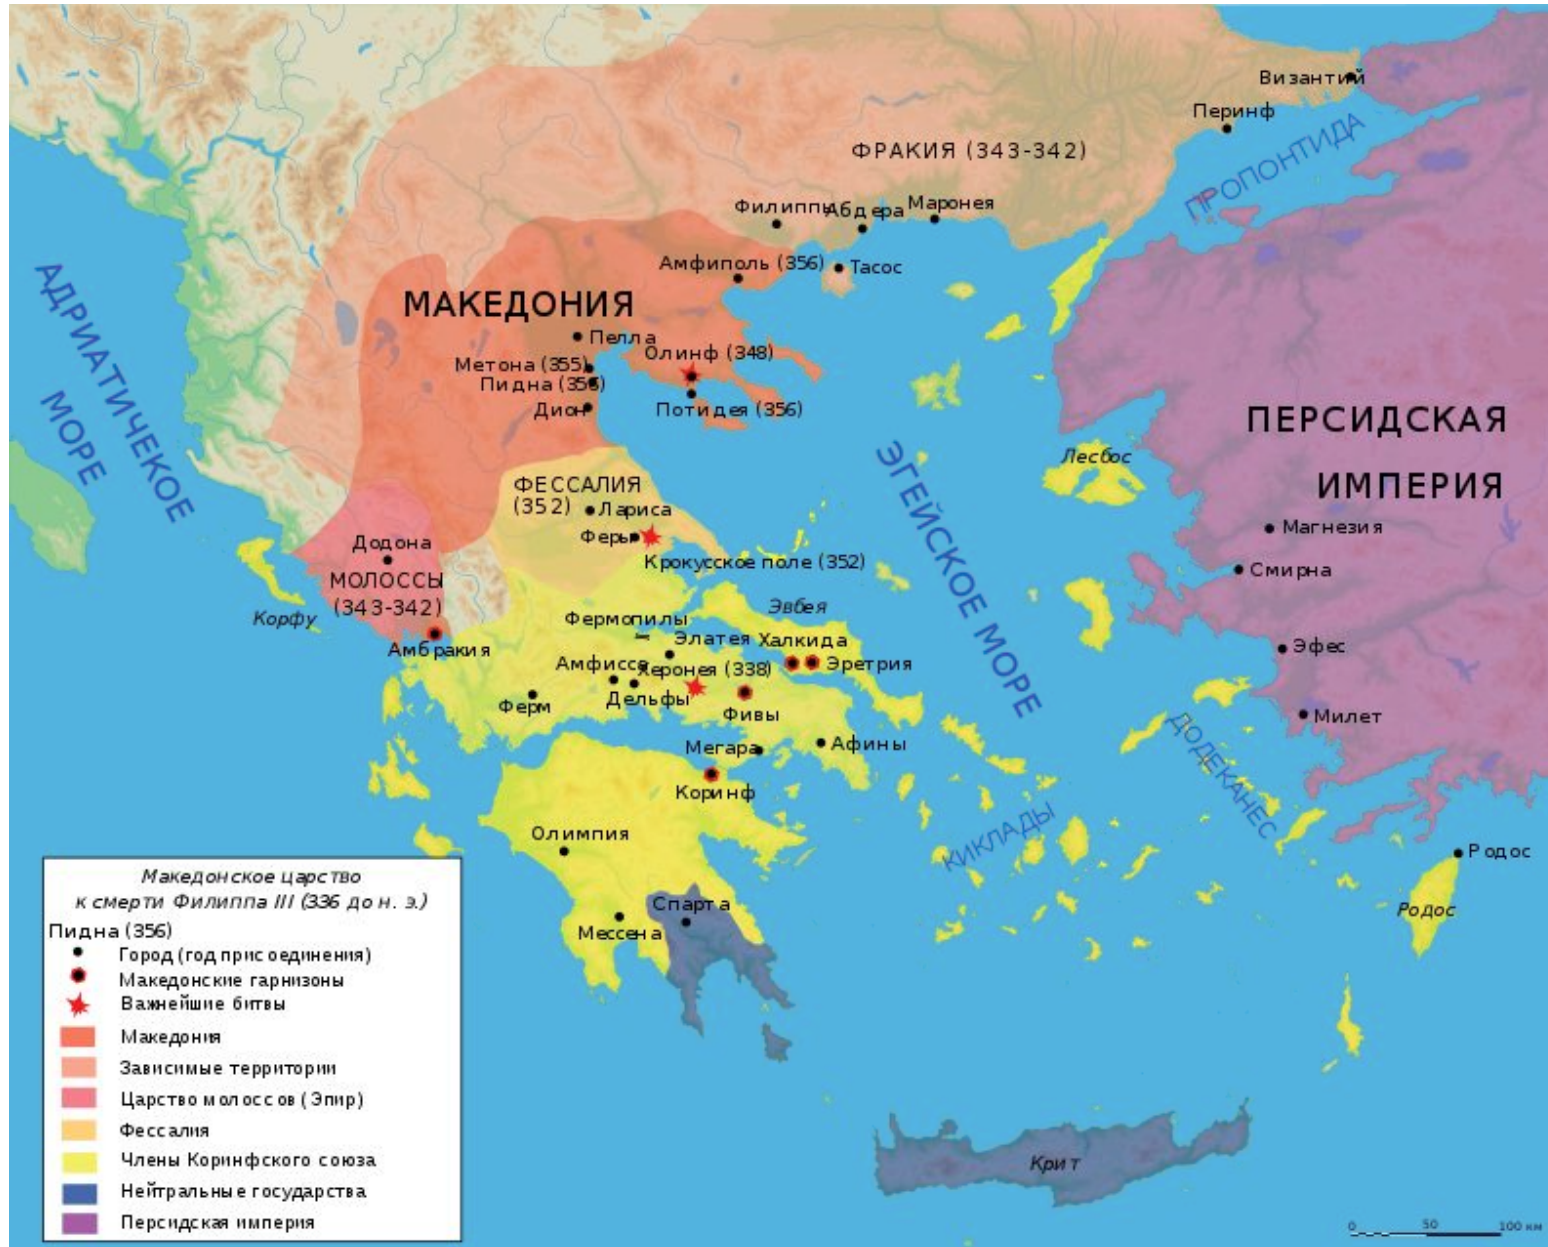 Византий
Перинф
ПРОПОНТИДА
ФРАКИЯ (343-342)
Филиппы
Абдера
Маронея
Амфиполь (356)
Тасос
АДРИАТИЧЕКОЕ
МОРЕ
МАКЕДОНИЯ
Пелла
Олинф (348)
Метона (355)
Пидна (356)
Дион
Потидея (356)
ПЕРСИДСКАЯ
ИМПЕРИЯ
ЭГЕЙСКОЕ МОРЕ
Лесбос
ФЕССАЛИЯ
(352)
Лариса
Феры
Крокусское поле (352)
Магнезия
Смирна
Додона
МОЛОССЫ
(343-342)
Корфу
Амбракия
Эвбея
Фермопилы
Элатея
Халкида
Эретрия
Амфисса
Херонея (338)
Дельфы
Ферм
Фивы
Эфес
Милет
Мегара
Афины
Коринф
ДОДЕКАНЕС
КИКЛАДЫ
Олимпия
Родос
Родос
Спарта
Мессена
Крит
Македонское царство
к смерти Филиппа III (336 до н. э.)
Пидна (356)
Город (год присоединения)
Македонские гарнизоны
Важнейшие битвы
Македония
Зависимые территории
Царство молоссов (Эпир)
Фессалия
Члены Коринфского союза
Нейтральные государства
Персидская империя
0 50 100 км